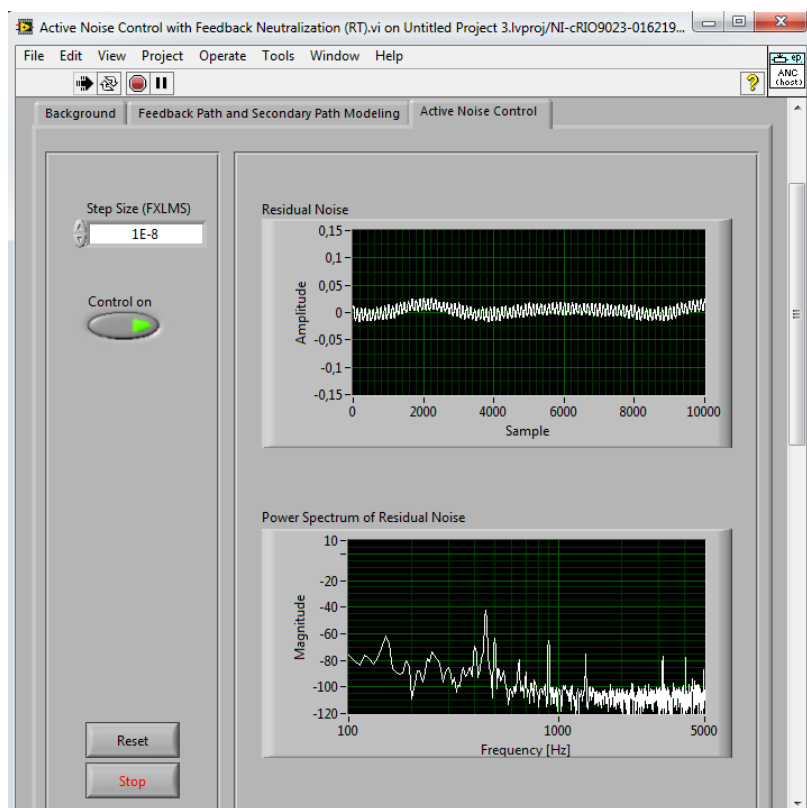 Active Noise Control with Feedback Neutralization (RT).vi on Untitled Project 3.lvproj/NI-cRIO9023-016219...
File Edit View Project Operate Tools Window Help
ep
ANC
(host)
Background Feedback Path and Secondary Path Modeling Active Noise Control
Step Size (FXLMS)
1E-8
Control on
Residual Noise
0,15
0,1
0,05
0
-0,05
-0,1
-0,15
Amplitude
0 2000 4000 6000 8000 10000
Sample
Power Spectrum of Residual Noise
10
-20
-40
-60
-80
-100
-120
Magnitude
100 1000 5000
Frequency [Hz]
Reset
Stop